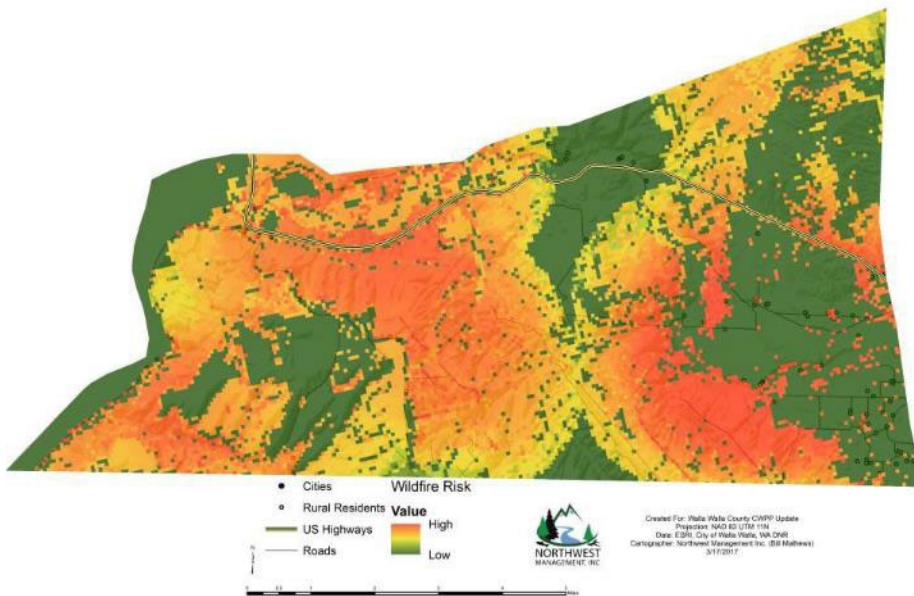 Cities
Rural Residents
US Highways
Roads
Wildfire Risk
Value
High
Low
NORTHWEST
MANAGEMENT, INC
Created For: Walla Walla County CWPP Update
Projection: NAD 83 UTM 11N
Data: ESRI, City of Walla Walla, WA DNR
Cartographer: Northwest Management Inc. (Bill Mathews)
3/17/2017
Miles